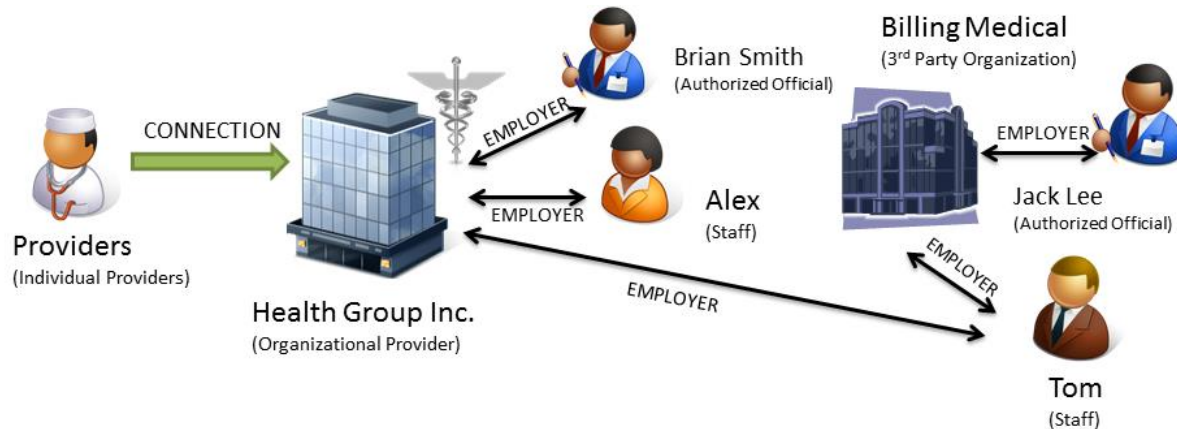 CONNECTION
Providers
(Individual Providers)
Health Group Inc.
(Organizational Provider)
EMPLOYER
Brian Smith
(Authorized Official)
EMPLOYER
Alex
(Staff)
EMPLOYER
Billing Medical
(3rd Party Organization)
EMPLOYER
Jack Lee
(Authorized Official)
EMPLOYER
Tom
(Staff)